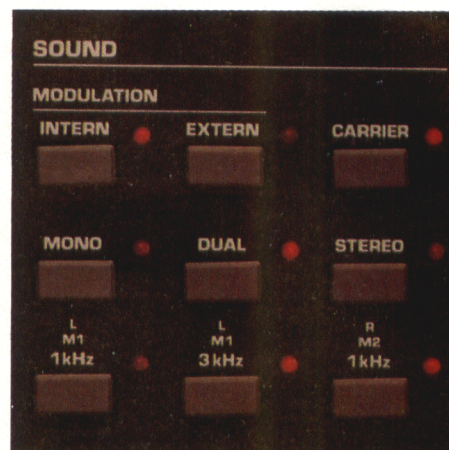 SOUND
MODULATION
INTERN EXTERN CARRIER
MONO DUAL STEREO
L L R
M1 M1 M2
1kHz 3kHz 1kHz